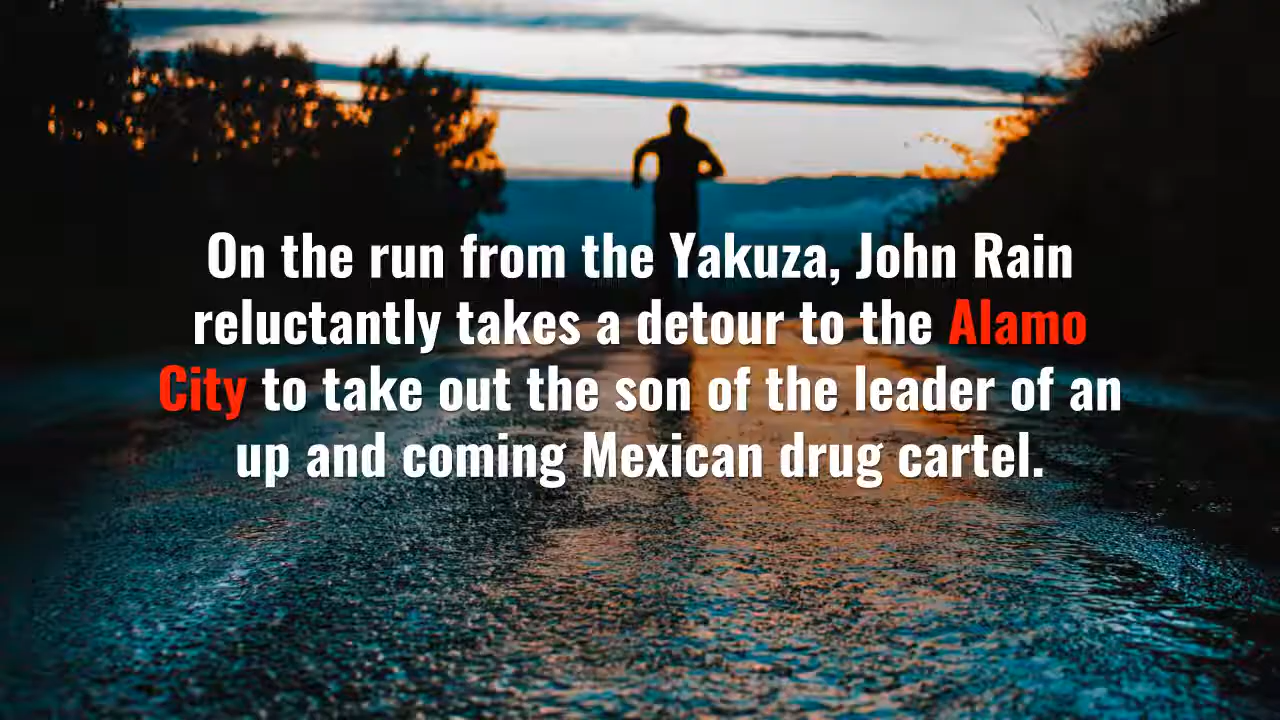 On the run from the Yakuza, John Rain
reluctantly takes a detour to the Alamo
City to take out the son of the leader of an
up and coming Mexican drug cartel.